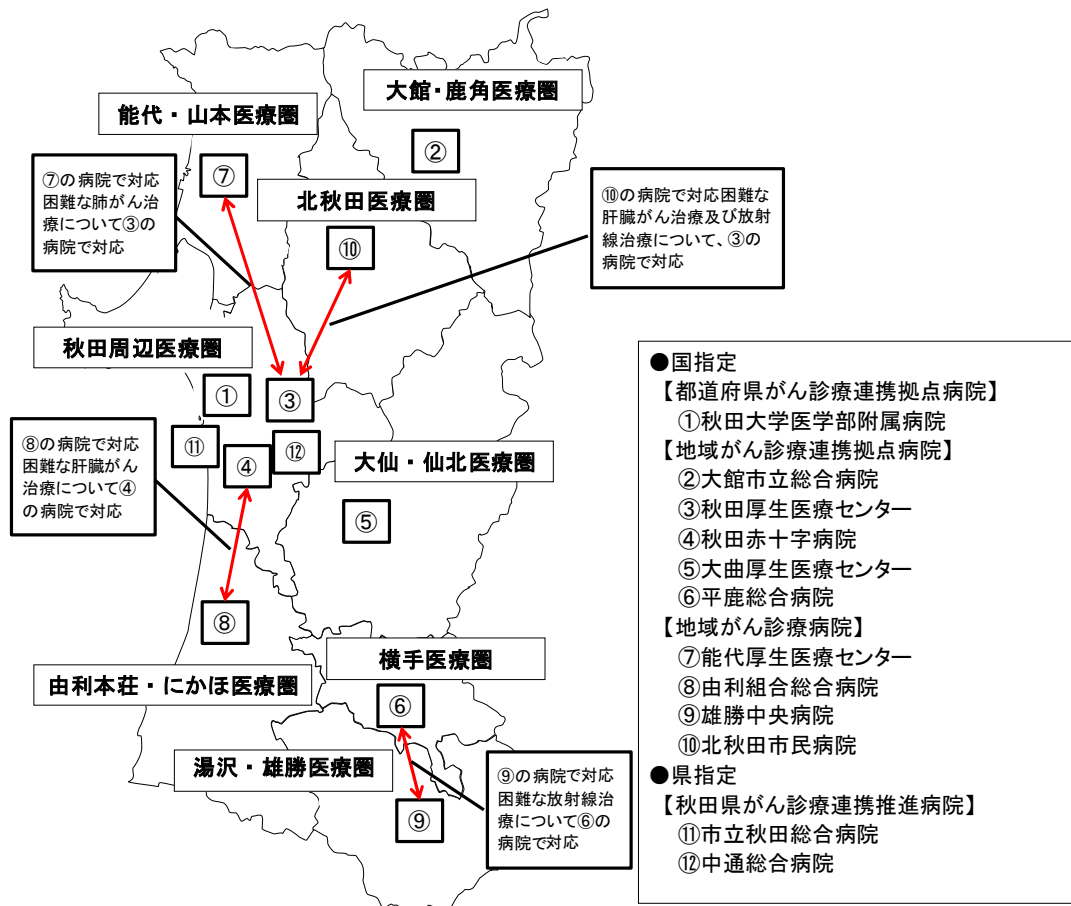 大館・鹿角医療圏
能代・山本医療圏
②
⑦の病院で対応
困難な肺がん治
療について③の
病院で対応
⑦
北秋田医療圏
⑩の病院で対応困難な
肝臓がん治療及び放射
線治療について、③の
病院で対応
⑩
秋田周辺医療圏
①
③
⑪
④
⑫
大仙・仙北医療圏
⑧の病院で対応
困難な肝臓がん
治療について④
の病院で対応
⑤
⑧
横手医療圏
由利本荘・にかほ医療圏
⑥
湯沢・雄勝医療圏
⑨
⑨の病院で対応
困難な放射線治
療について⑥の
病院で対応
●国指定
【都道府県がん診療連携拠点病院】
①秋田大学医学部附属病院
【地域がん診療連携拠点病院】
②大館市立総合病院
③秋田厚生医療センター
④秋田赤十字病院
⑤大曲厚生医療センター
⑥平鹿総合病院
【地域がん診療病院】
⑦能代厚生医療センター
⑧由利組合総合病院
⑨雄勝中央病院
⑩北秋田市民病院
●県指定
【秋田県がん診療連携推進病院】
⑪市立秋田総合病院
⑫中通総合病院